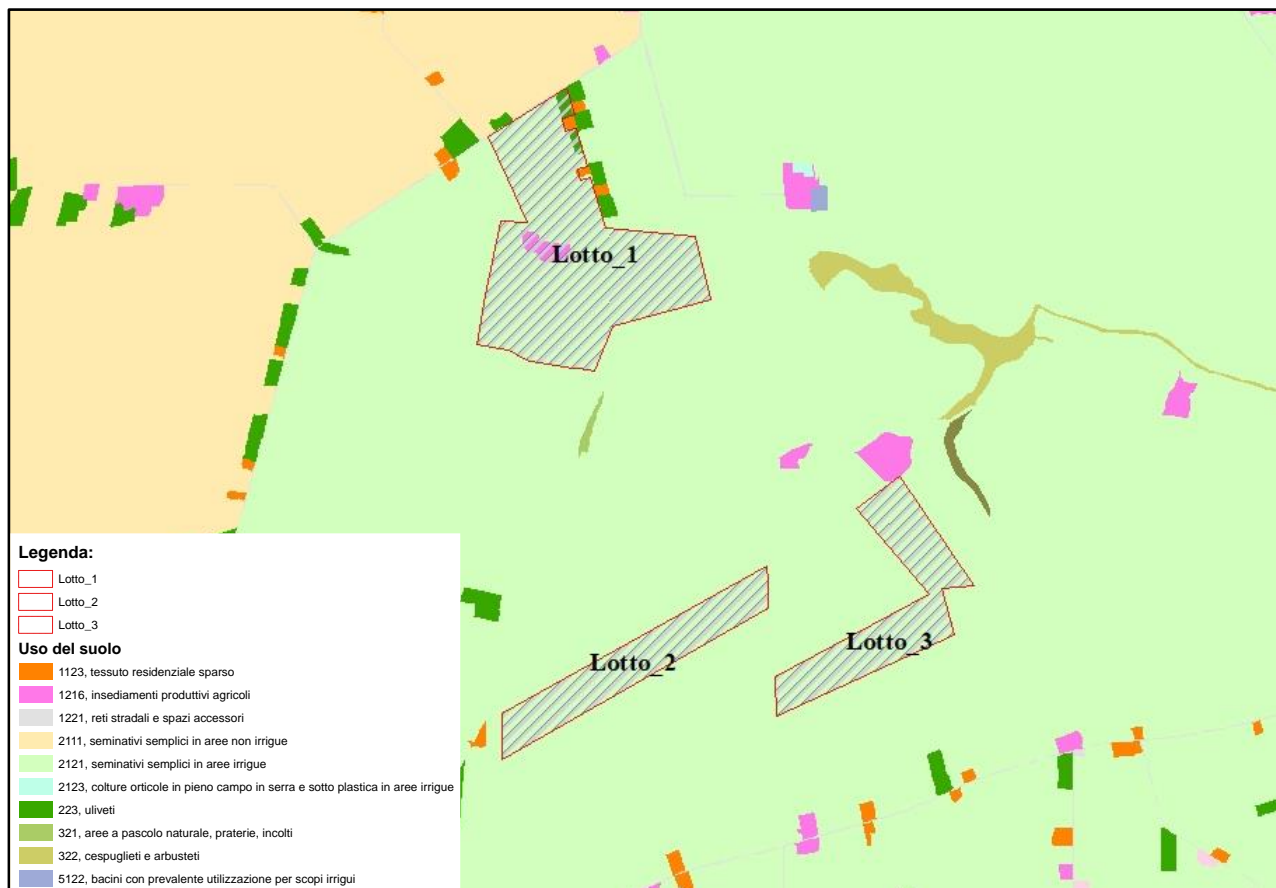 Lotto_1
Lotto_2
Lotto_3
Legenda:
Lotto_1
Lotto_2
Lotto_3
Uso del suolo
1123, tessuto residenziale sparso
1216, insediamenti produttivi agricoli
1221, reti stradali e spazi accessori
2111, seminativi semplici in aree non irrigue
2121, seminativi semplici in aree irrigue
2123, colture orticole in pieno campo in serra e sotto plastica in aree irrigue
223, uliveti
321, aree a pascolo naturale, praterie, incolti
322, cespuglieti e arbusteti
5122, bacini con prevalente utilizzazione per scopi irrigui